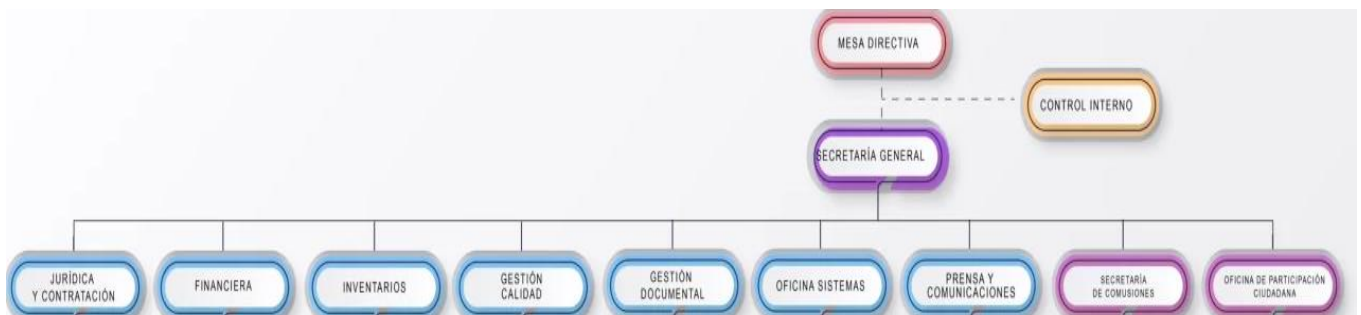 MESA DIRECTIVA
CONTROL INTERNO
SECRETARÍA GENERAL
JURÍDICA
Y CONTRATACIÓN
FINANCIERA
INVENTARIOS
GESTIÓN
CALIDAD
GESTIÓN
DOCUMENTAL
OFICINA SISTEMAS
PRENSA Y
COMUNICACIONES
SECRETARÍA
DE COMUSIONES
OFICINA DE PARTICIPACIÓN
CIUDADANA